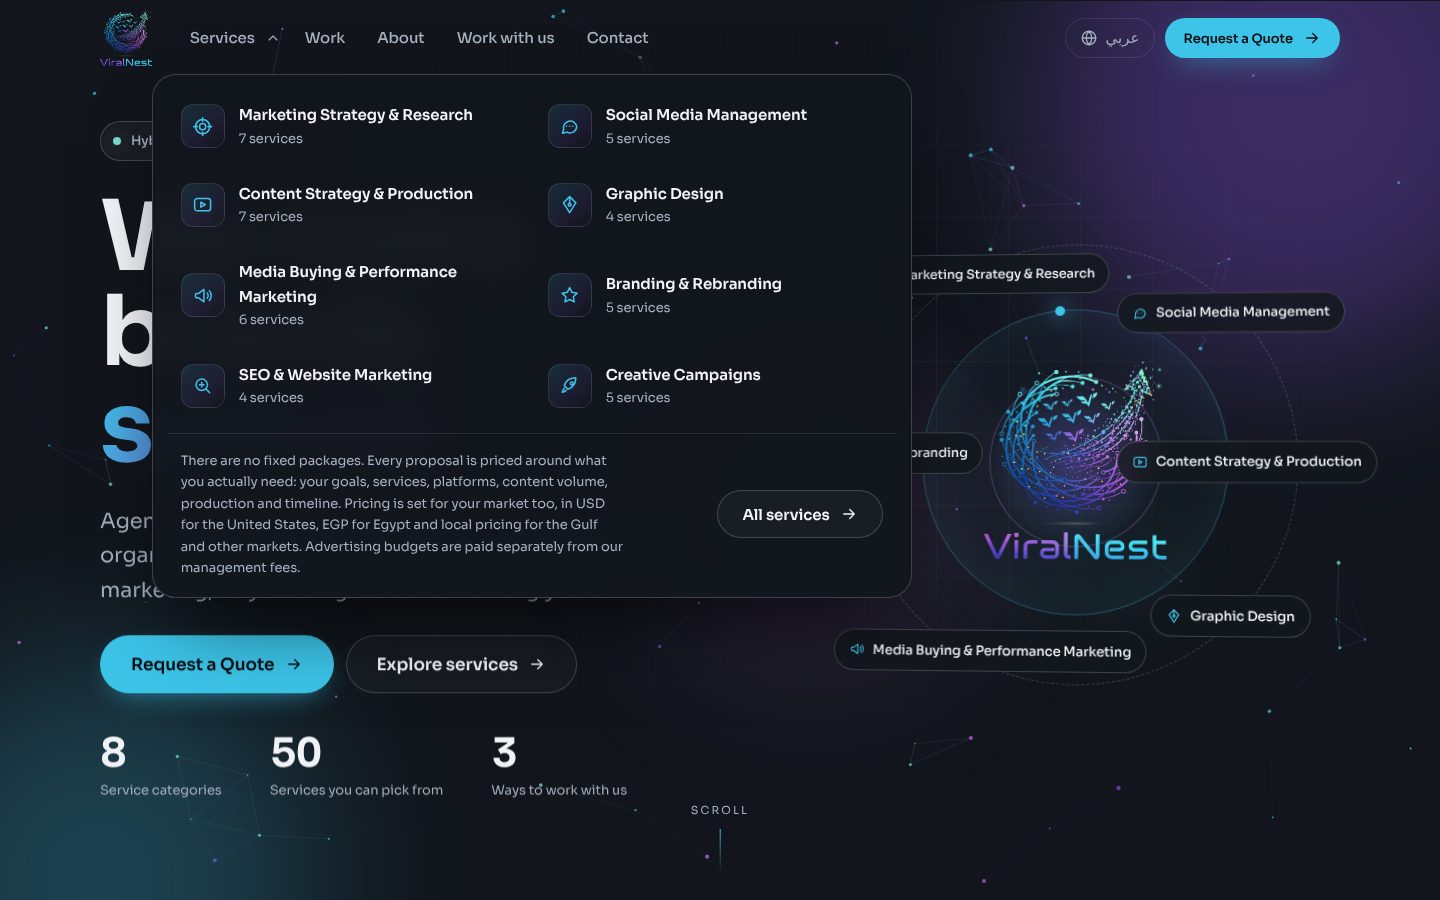 ViralNest
Services
Work
About
Work with us
Contact
عربي
Request a Quote
Marketing Strategy & Research
7 services
Social Media Management
5 services
Content Strategy & Production
7 services
Graphic Design
4 services
Media Buying & Performance
Marketing
6 services
Branding & Rebranding
5 services
SEO & Website Marketing
4 services
Creative Campaigns
5 services
There are no fixed packages. Every proposal is priced around what
you actually need: your goals, services, platforms, content volume,
production and timeline. Pricing is set for your market too, in USD
for the United States, EGP for Egypt and local pricing for the Gulf
and other markets. Advertising budgets are paid separately from our
management fees.
All services
Strategy & Research
Social Media Management
Content Strategy & Production
ViralNest
Graphic Design
Media Buying & Performance Marketing
Request a Quote
Explore services
8
Service categories
50
Services you can pick from
3
Ways to work with us
SCROLL